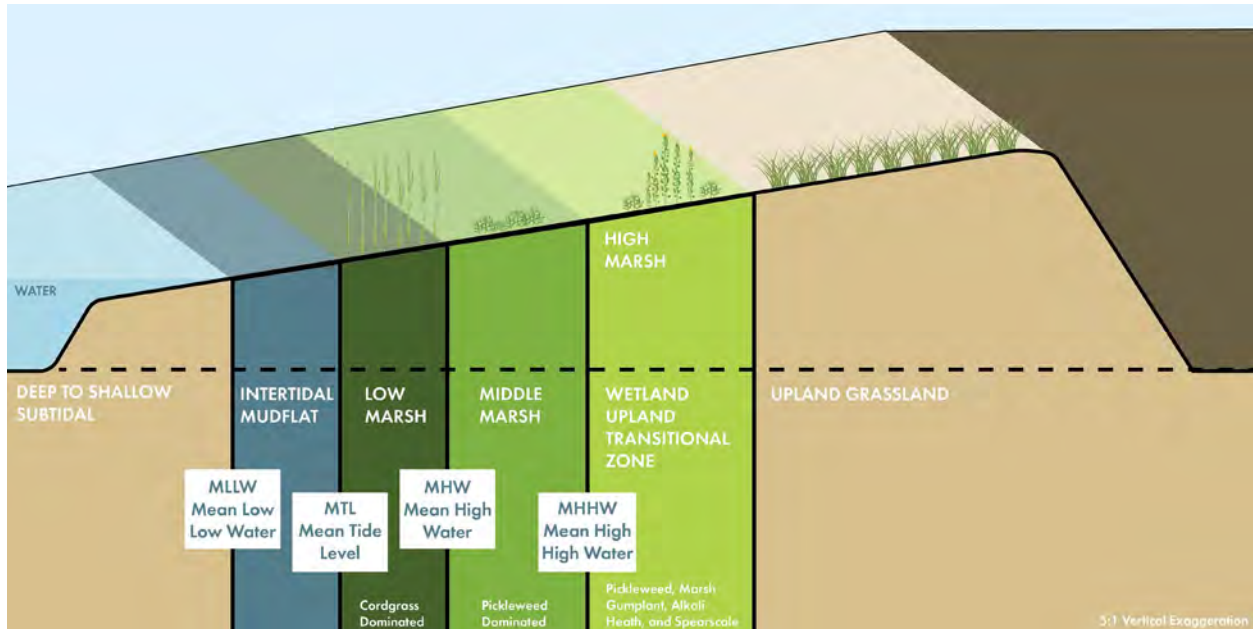 WATER
HIGH
MARSH
DEEP TO SHALLOW
SUBTIDAL
INTERTIDAL
MUDFLAT
LOW
MARSH
MIDDLE
MARSH
WETLAND
UPLAND
TRANSITIONAL
ZONE
UPLAND GRASSLAND
MLLW
Mean Low
Low Water
MTL
Mean Tide
Level
MHW
Mean High
Water
MHHW
Mean High
High Water
Cordgrass
Dominated
Pickleweed
Dominated
Pickleweed, Marsh
Gumplant, Alkali
Heath, and Spearscale
5:1 Vertical Exaggeration